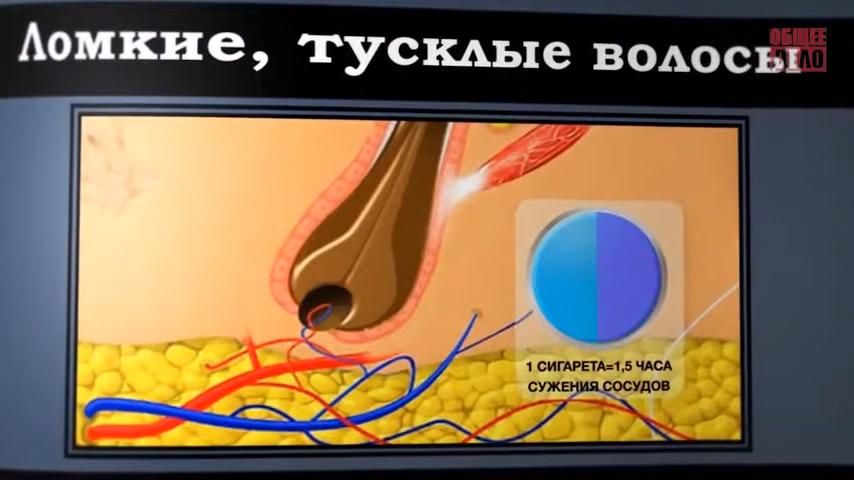 Ломкие, тусклые волосы
ОБЩЕЕ
ДЕЛО
1 СИГАРЕТА=1,5 ЧАСА
СУЖЕНИЯ СОСУДОВ